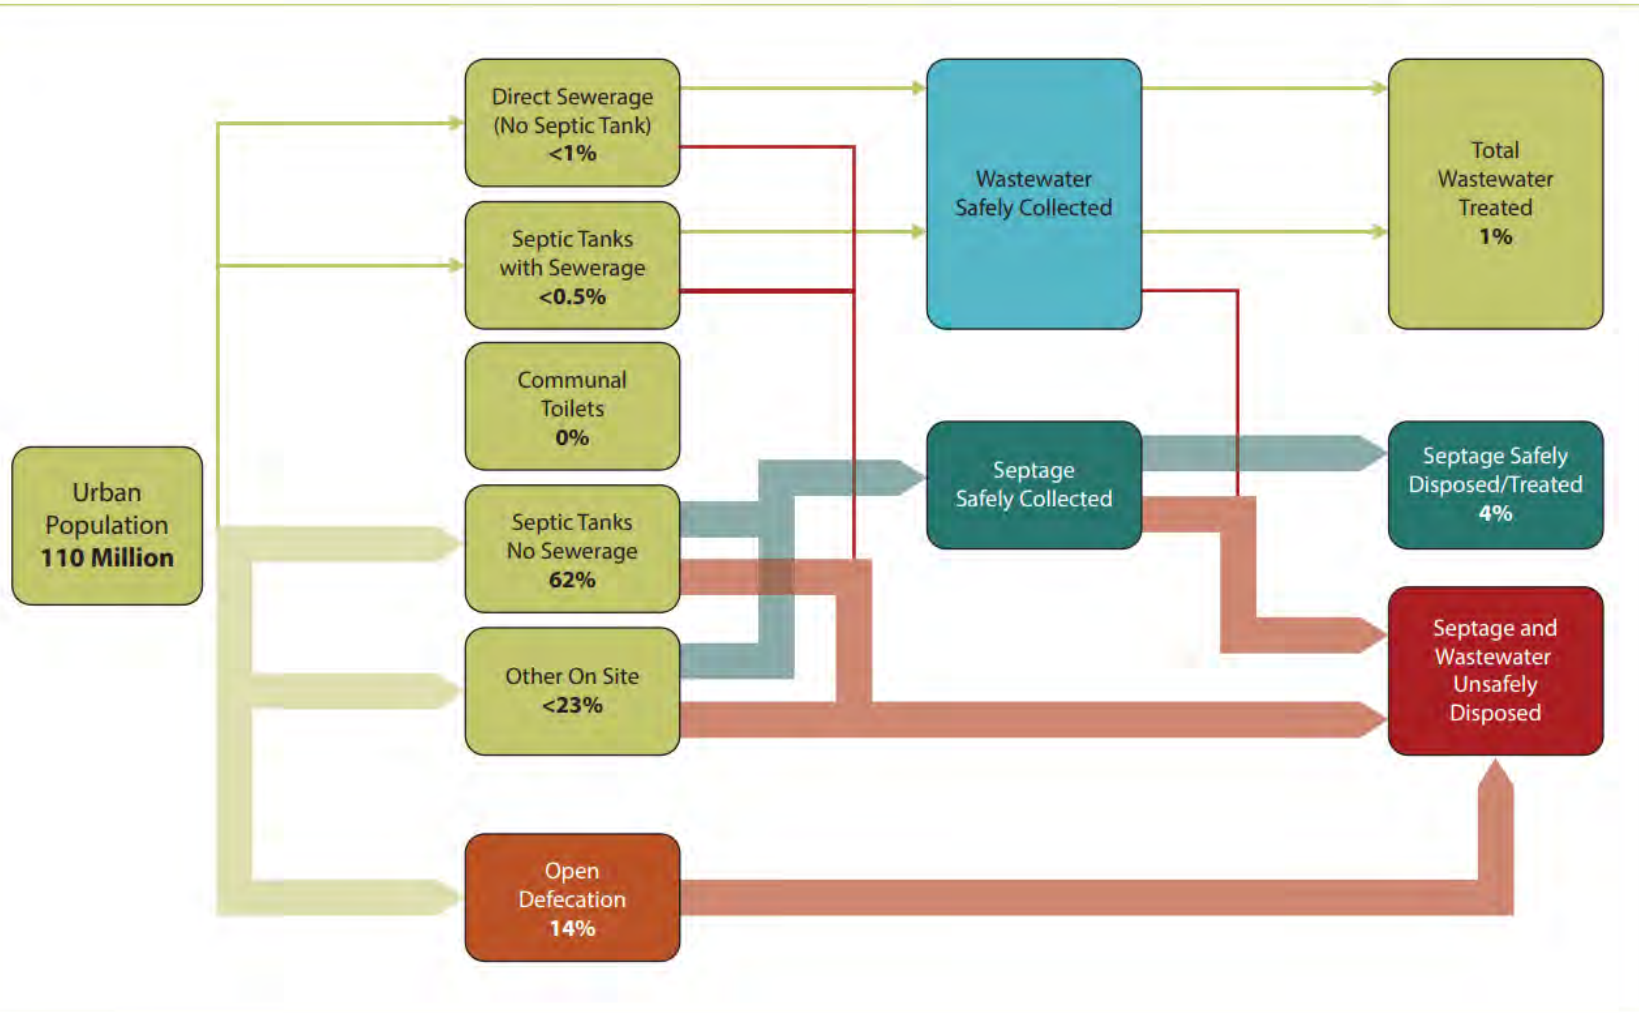 Urban
Population
110 Million
Direct Sewerage
(No Septic Tank)
<1%
Septic Tanks
with Sewerage
<0.5%
Communal
Toilets
0%
Septic Tanks
No Sewerage
62%
Other On Site
<23%
Open
Defecation
14%
Wastewater
Safely Collected
Septage
Safely Collected
Total
Wastewater
Treated
1%
Septage Safely
Disposed/Treated
4%
Septage and
Wastewater
Unsafely
Disposed